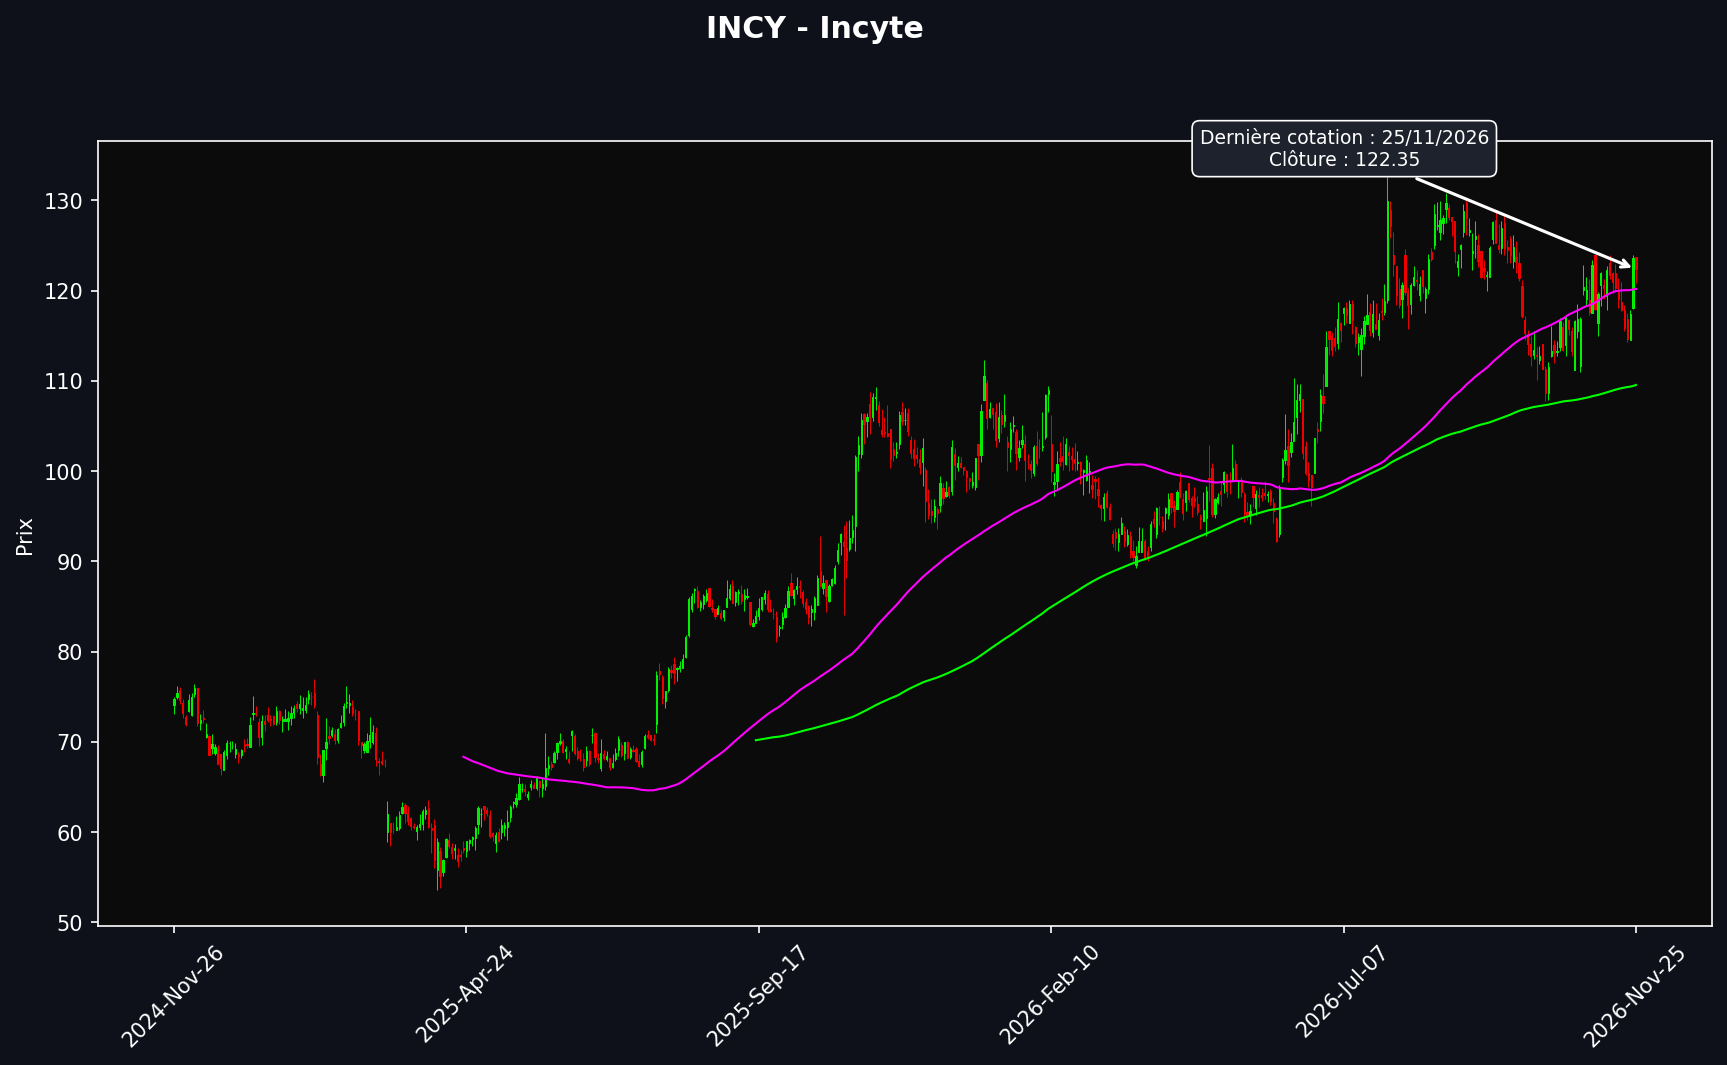 INCY - Incyte
Dernière cotation : 25/11/2026
Clôture : 122.35
Prix
130
120
110
100
90
80
70
60
50
2024-Nov-26
2025-Apr-24
2025-Sep-17
2026-Feb-10
2026-Jul-07
2026-Nov-25